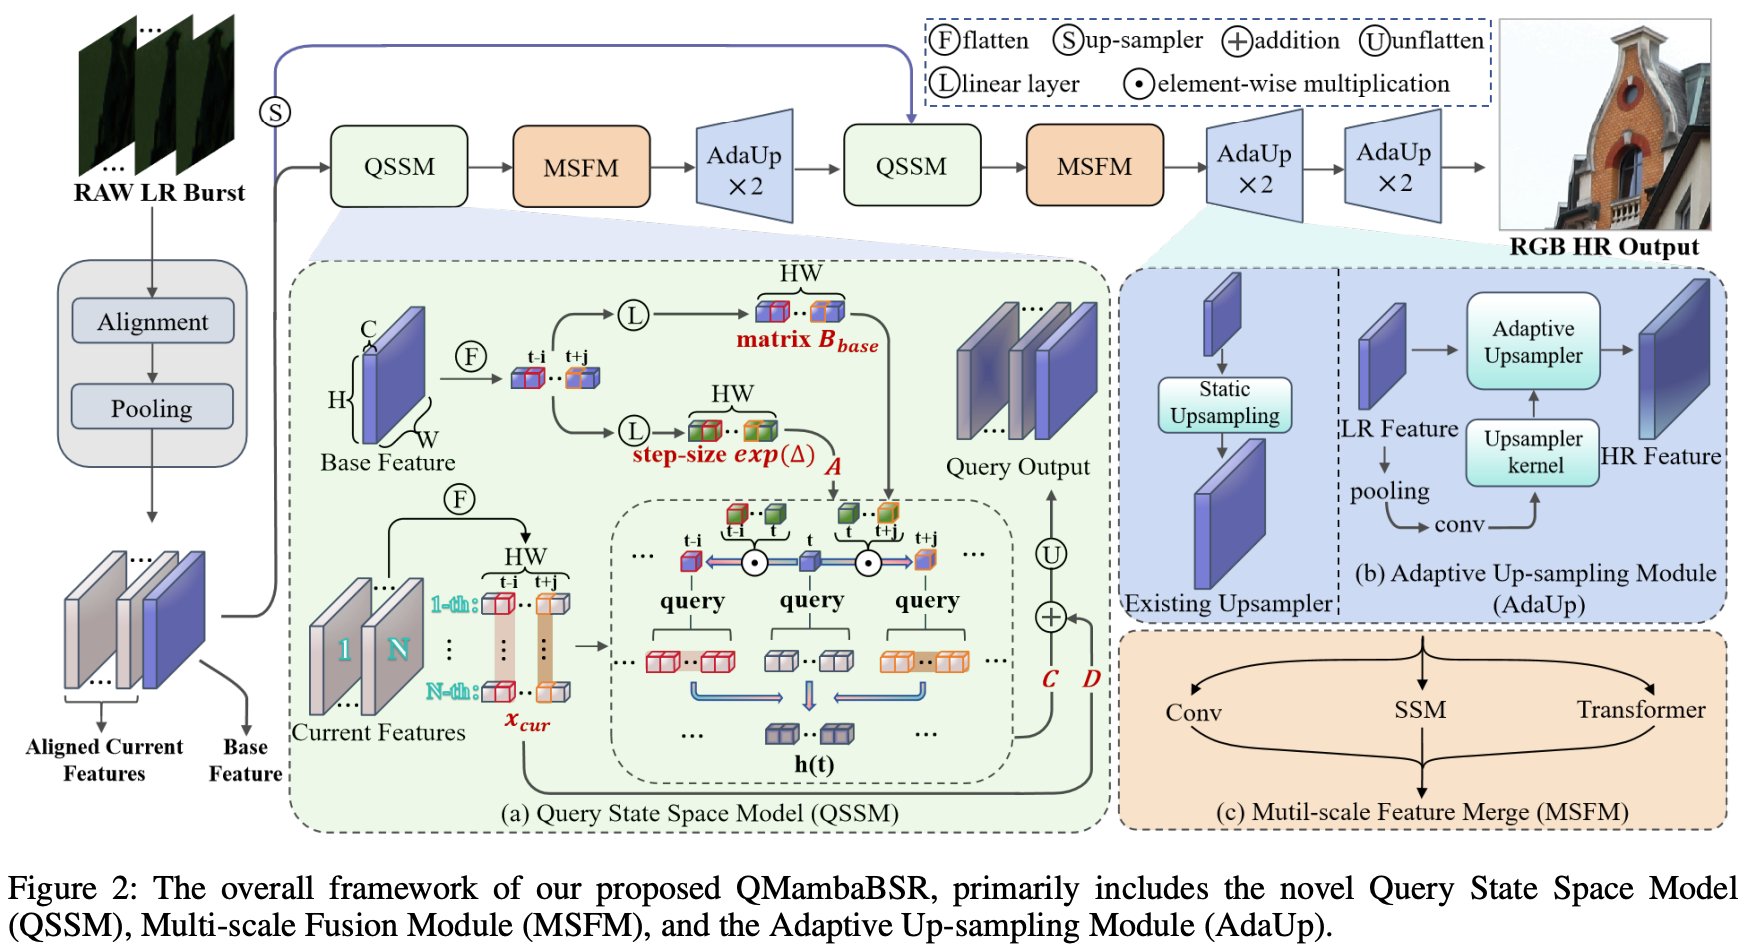 RAW LR Burst
S
QSSM
MSFM
AdaUp
×2
QSSM
MSFM
AdaUp
×2
AdaUp
×2
F flatten S up-sampler + addition U unflatten
L linear layer element-wise multiplication
RGB HR Output
Alignment
Pooling
Aligned Current
Features
Base
Feature
C
H
W
Base Feature
F
t-i t+j
L
HW
matrix B_base
L
HW
step-size exp(Δ)
A
Query Output
F
HW
t-i t+j
1-th:
N-th:
1 N
Current Features
x_cur
t-i t t t+j
t-i t t+j
query query query
h(t)
U
+
C D
(a) Query State Space Model (QSSM)
Static
Upsampling
Existing Upsampler
LR Feature
Adaptive
Upsampler
Upsampler
kernel
HR Feature
pooling
conv
(b) Adaptive Up-sampling Module
(AdaUp)
Conv SSM Transformer
(c) Mutil-scale Feature Merge (MSFM)
Figure 2: The overall framework of our proposed QMambaBSR, primarily includes the novel Query State Space Model
(QSSM), Multi-scale Fusion Module (MSFM), and the Adaptive Up-sampling Module (AdaUp).